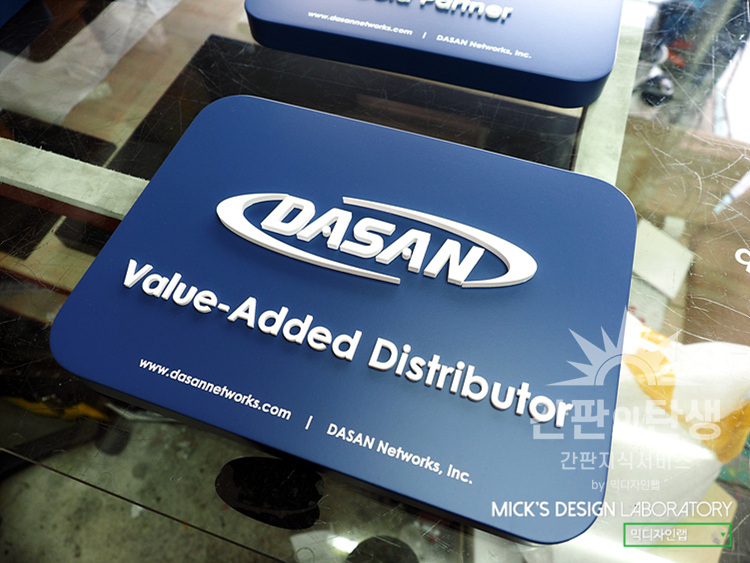 Partner
www.dasannetworks.com | DASAN Networks, Inc.
DASAN
Value-Added Distributor
www.dasannetworks.com | DASAN Networks, Inc.
간판의탄생
간판지식서비스
by 믹디자인랩
MICK'S DESIGN LABORATORY
믹디자인랩